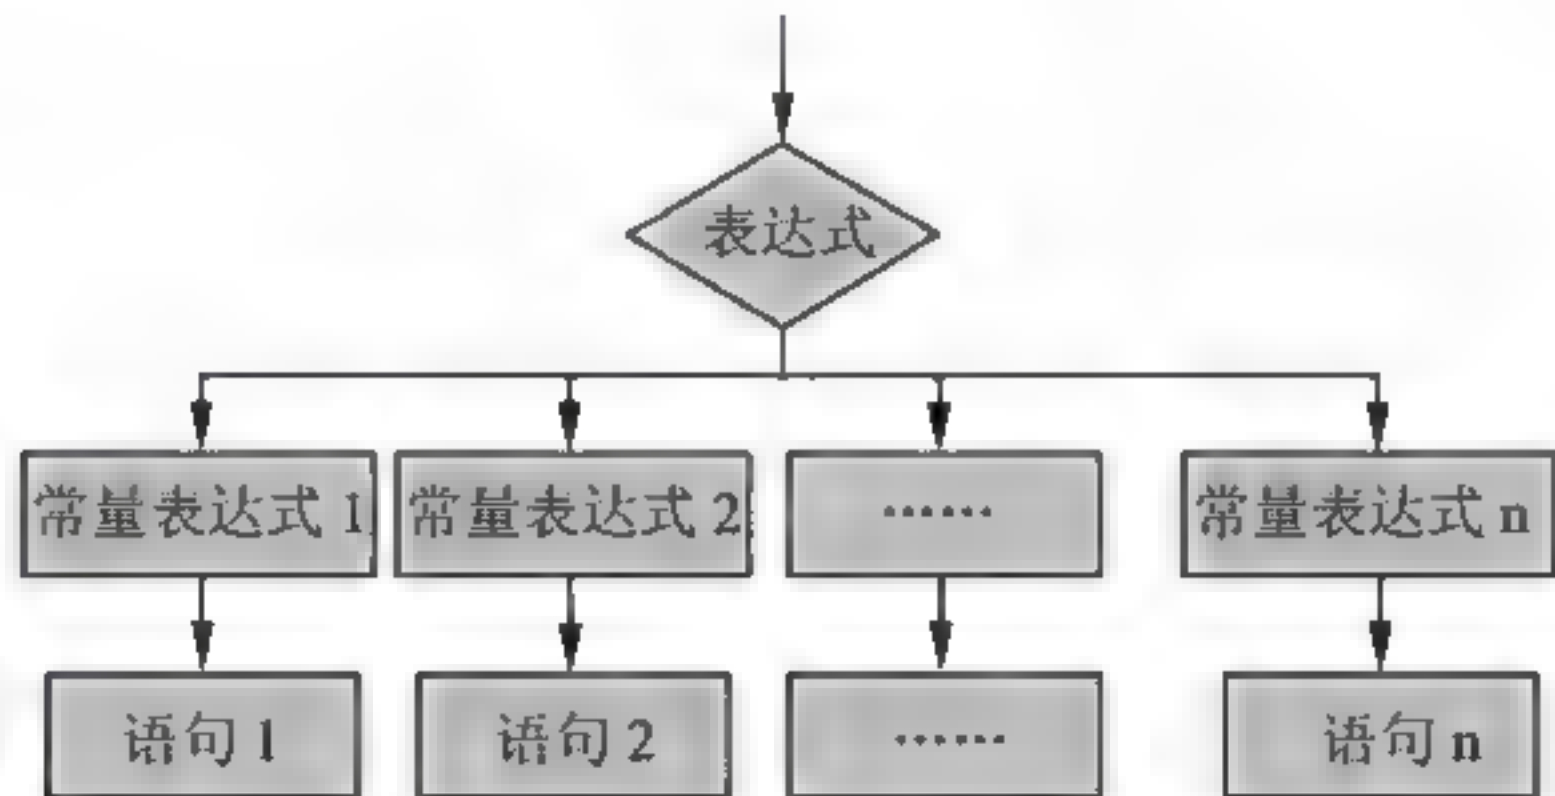 表达式
常量表达式 1 常量表达式 2 …… 常量表达式 n
语句 1 语句 2 …… 语句 n